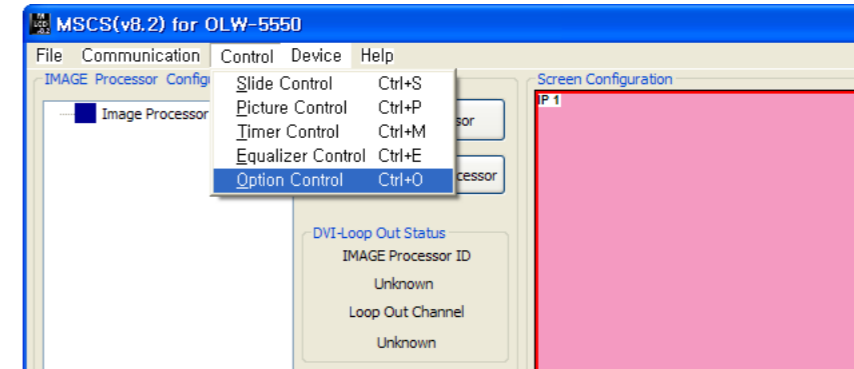 MSCS(v8.2) for OLW-5550
File Communication Control Device Help
IMAGE Processor Config
Image Processor
Slide Control Ctrl+S
Picture Control Ctrl+P
Timer Control Ctrl+M
Equalizer Control Ctrl+E
Option Control Ctrl+O
sor
cessor
DVI-Loop Out Status
IMAGE Processor ID
Unknown
Loop Out Channel
Unknown
Screen Configuration
IP 1